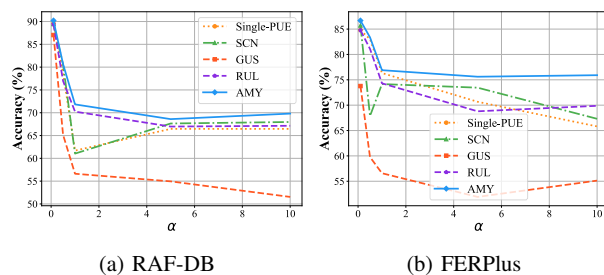 90
85
80
75
70
65
60
55
50
Accuracy (%)
0
2
4
6
8
10
α
Single-PUE
SCN
GUS
RUL
AMY
(a) RAF-DB
85
80
75
70
65
60
55
Accuracy (%)
0
2
4
6
8
10
α
Single-PUE
SCN
GUS
RUL
AMY
(b) FERPlus